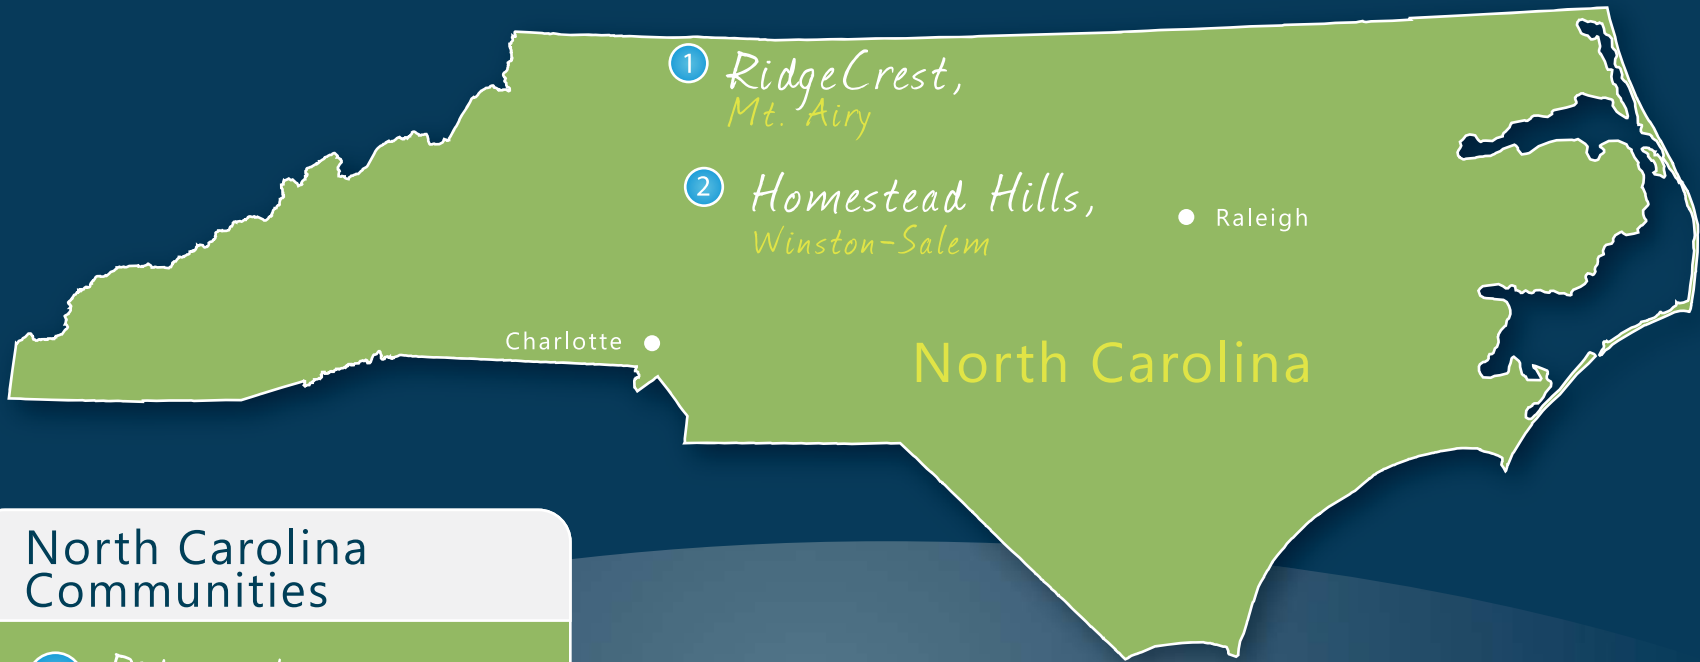 1
RidgeCrest,
Mt. Airy
2
Homestead Hills,
Winston-Salem
Raleigh
Charlotte
North Carolina
North Carolina
Communities